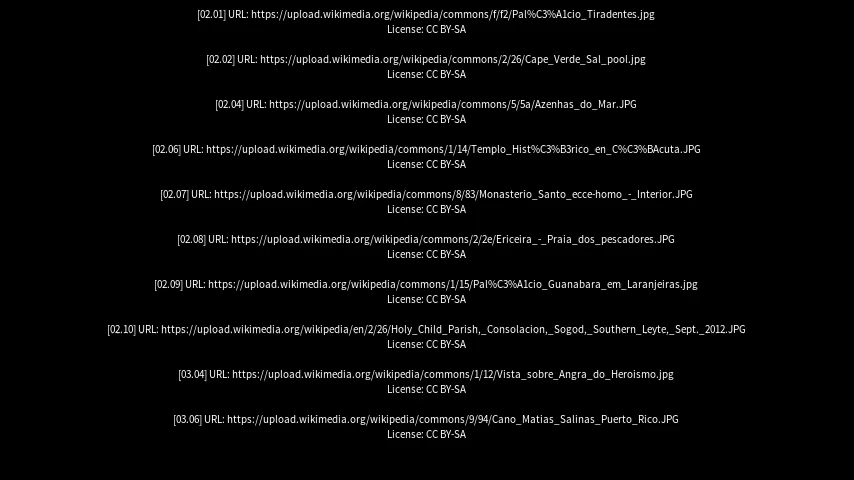 [02.01] URL: https://upload.wikimedia.org/wikipedia/commons/f/f2/Pal%C3%A1cio_Tiradentes.jpg
License: CC BY-SA
[02.02] URL: https://upload.wikimedia.org/wikipedia/commons/2/26/Cape_Verde_Sal_pool.jpg
License: CC BY-SA
[02.04] URL: https://upload.wikimedia.org/wikipedia/commons/5/5a/Azenhas_do_Mar.JPG
License: CC BY-SA
[02.06] URL: https://upload.wikimedia.org/wikipedia/commons/1/14/Templo_Hist%C3%B3rico_en_C%C3%BAcuta.JPG
License: CC BY-SA
[02.07] URL: https://upload.wikimedia.org/wikipedia/commons/8/83/Monasterio_Santo_ecce-homo_-_Interior.JPG
License: CC BY-SA
[02.08] URL: https://upload.wikimedia.org/wikipedia/commons/2/2e/Ericeira_-_Praia_dos_pescadores.JPG
License: CC BY-SA
[02.09] URL: https://upload.wikimedia.org/wikipedia/commons/1/15/Pal%C3%A1cio_Guanabara_em_Laranjeiras.jpg
License: CC BY-SA
[02.10] URL: https://upload.wikimedia.org/wikipedia/en/2/26/Holy_Child_Parish,_Consolacion,_Sogod,_Southern_Leyte,_Sept._2012.JPG
License: CC BY-SA
[03.04] URL: https://upload.wikimedia.org/wikipedia/commons/1/12/Vista_sobre_Angra_do_Heroismo.jpg
License: CC BY-SA
[03.06] URL: https://upload.wikimedia.org/wikipedia/commons/9/94/Cano_Matias_Salinas_Puerto_Rico.JPG
License: CC BY-SA